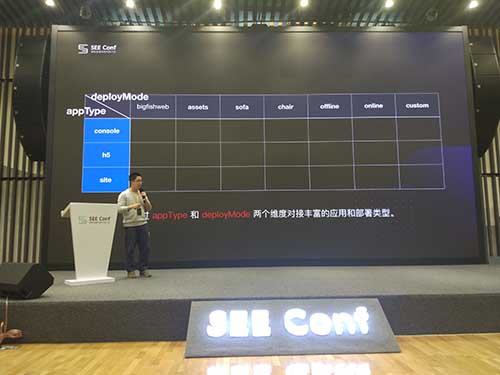 SEE Conf
deployMode
appType
bigfishweb assets sofa chair offline online custom
console
h5
site
过 appType 和 deployMode 两个维度对接丰富的应用和部署类型。
SEE Conf
SEE Conf